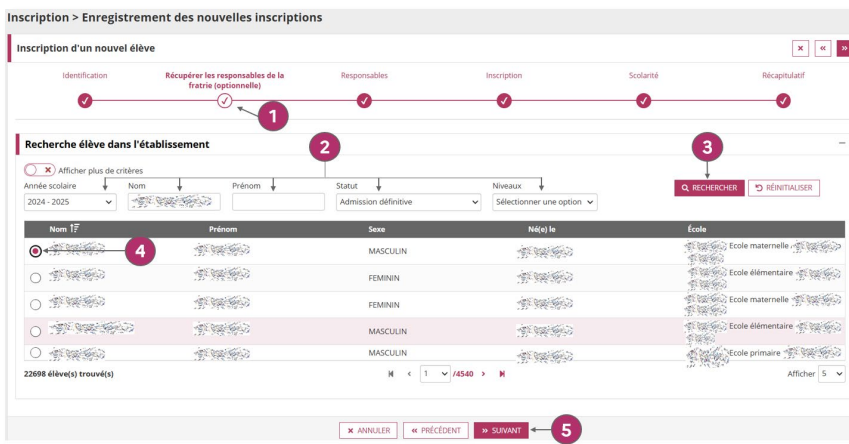 Inscription > Enregistrement des nouvelles inscriptions
Inscription d'un nouvel élève
Identification
Récupérer les responsables de la
fratrie (optionnelle)
Responsables
Inscription
Scolarité
Récapitulatif
1
Recherche élève dans l'établissement
2
3
Afficher plus de critères
Année scolaire Nom Prénom Statut Niveaux
2024 - 2025 Admission définitive Sélectionner une option RECHERCHER RÉINITIALISER
Nom Prénom Sexe Né(e) le École
4 MASCULIN Ecole maternelle
FEMININ Ecole élémentaire
FEMININ Ecole maternelle
MASCULIN Ecole élémentaire
MASCULIN Ecole primaire
22698 élève(s) trouvé(s) 1 /4540 Afficher 5
ANNULER PRÉCÉDENT SUIVANT 5